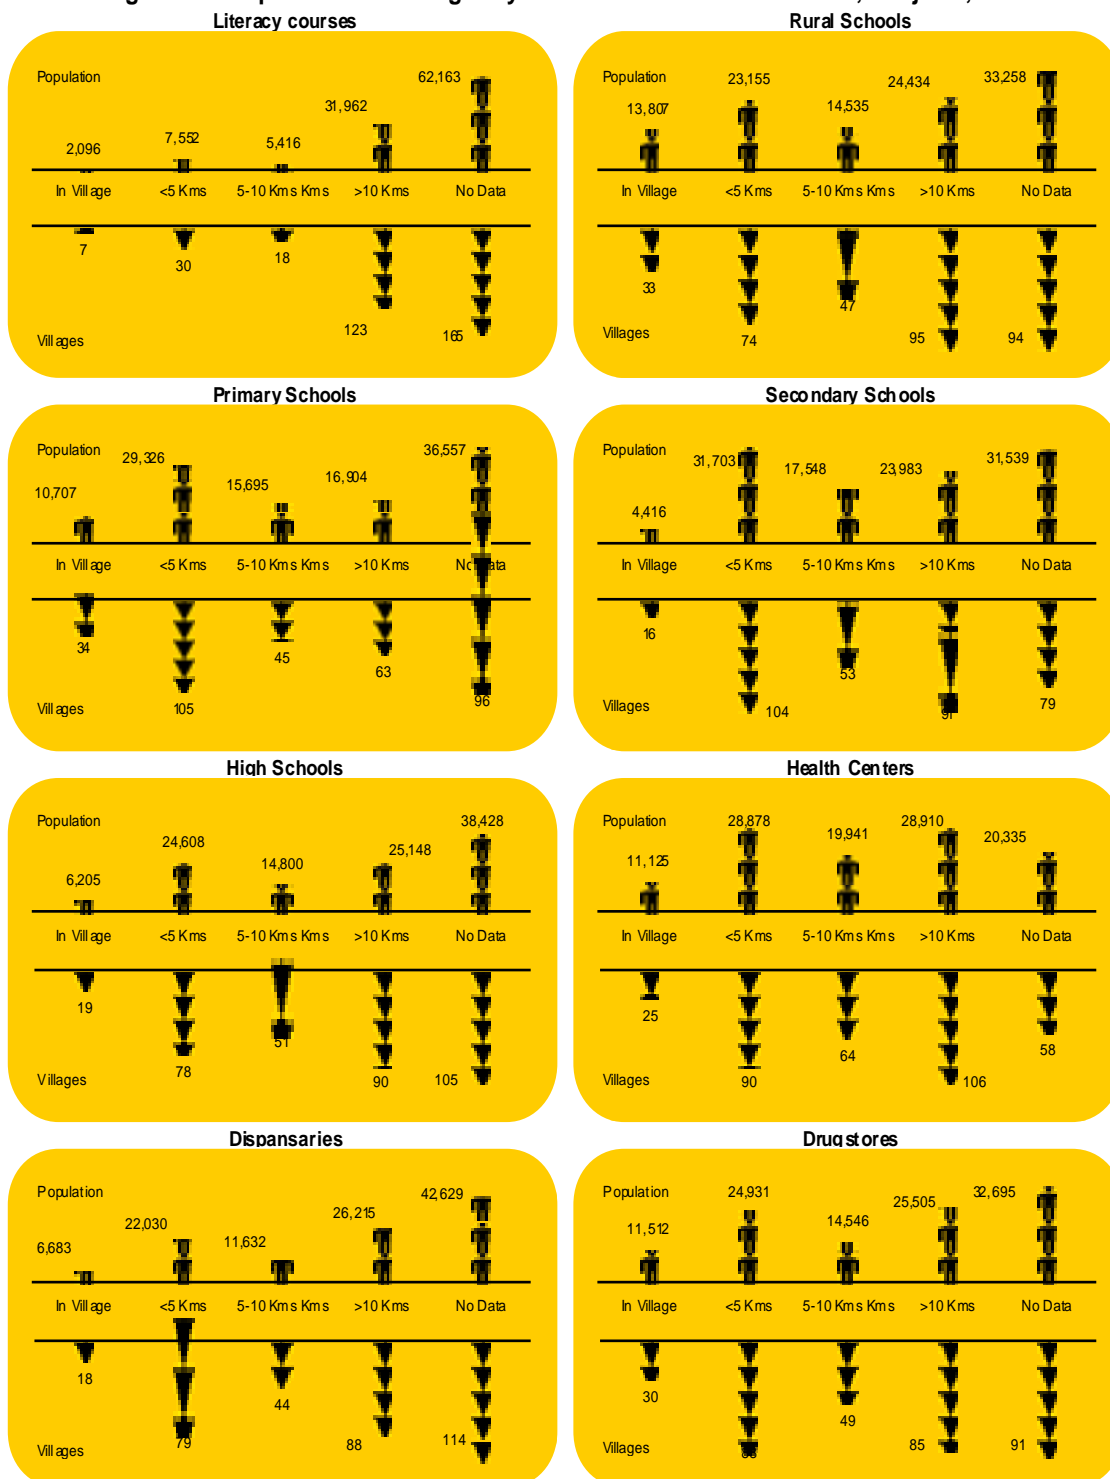 Literacy courses
Population
2,096
7,552
5,416
31,962
62,163
In Village
<5 Kms
5-10 Kms Kms
>10 Kms
No Data
7
30
18
123
165
Villages
Rural Schools
Population
13,807
23,155
14,535
24,434
33,258
In Village
<5 Kms
5-10 Kms Kms
>10 Kms
No Data
33
74
47
95
94
Villages
Primary Schools
Population
10,707
29,326
15,695
16,904
36,557
In Village
<5 Kms
5-10 Kms Kms
>10 Kms
34
105
45
63
96
Villages
Secondary Schools
Population
4,416
31,703
17,548
23,983
31,539
In Village
<5 Kms
5-10 Kms Kms
>10 Kms
No Data
16
104
53
91
79
Villages
High Schools
Population
6,205
24,608
14,800
25,148
38,428
In Village
<5 Kms
5-10 Kms Kms
>10 Kms
No Data
19
78
51
90
105
Villages
Health Centers
Population
11,125
28,878
19,941
28,910
20,335
In Village
<5 Kms
5-10 Kms Kms
>10 Kms
No Data
25
90
64
106
58
Villages
Dispansaries
Population
6,683
22,030
11,632
26,215
42,629
In Village
<5 Kms
5-10 Kms Kms
>10 Kms
No Data
18
79
44
88
114
Villages
Drugstores
Population
11,512
24,931
14,546
25,505
32,695
In Village
<5 Kms
5-10 Kms Kms
>10 Kms
No Data
30
49
85
91
Villages